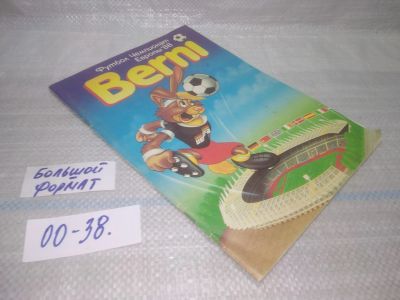 Футбол Чемпионат
Европы '88
Berni
БОЛЬШОЙ
ФОРМАТ
00-38.